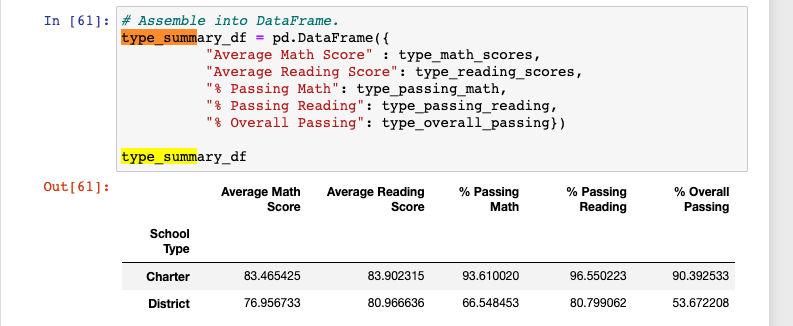 In [61]: # Assemble into DataFrame.
type_summary_df = pd.DataFrame({
"Average Math Score" : type_math_scores,
"Average Reading Score": type_reading_scores,
"% Passing Math": type_passing_math,
"% Passing Reading": type_passing_reading,
"% Overall Passing": type_overall_passing})
type_summary_df
Out[61]:
Average Math Average Reading % Passing % Passing % Overall
Score Score Math Reading Passing
School
Type
Charter 83.465425 83.902315 93.610020 96.550223 90.392533
District 76.956733 80.966636 66.548453 80.799062 53.672208